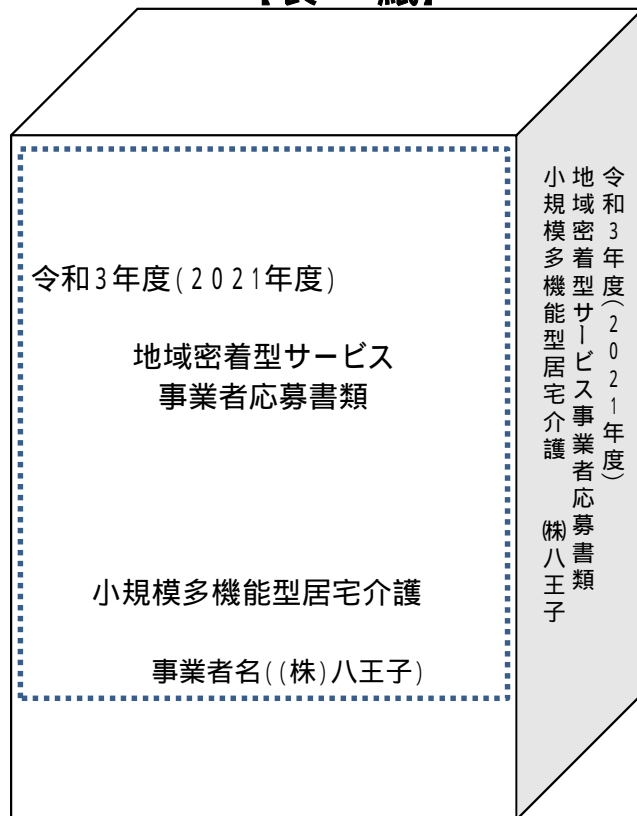 【表　紙】
令和3年度(2021年度)
地域密着型サービス
事業者応募書類
小規模多機能型居宅介護
事業者名((株)八王子)
令和3年度(2021年度)
地域密着型サービス事業者応募書類
小規模多機能型居宅介護　㈱八王子